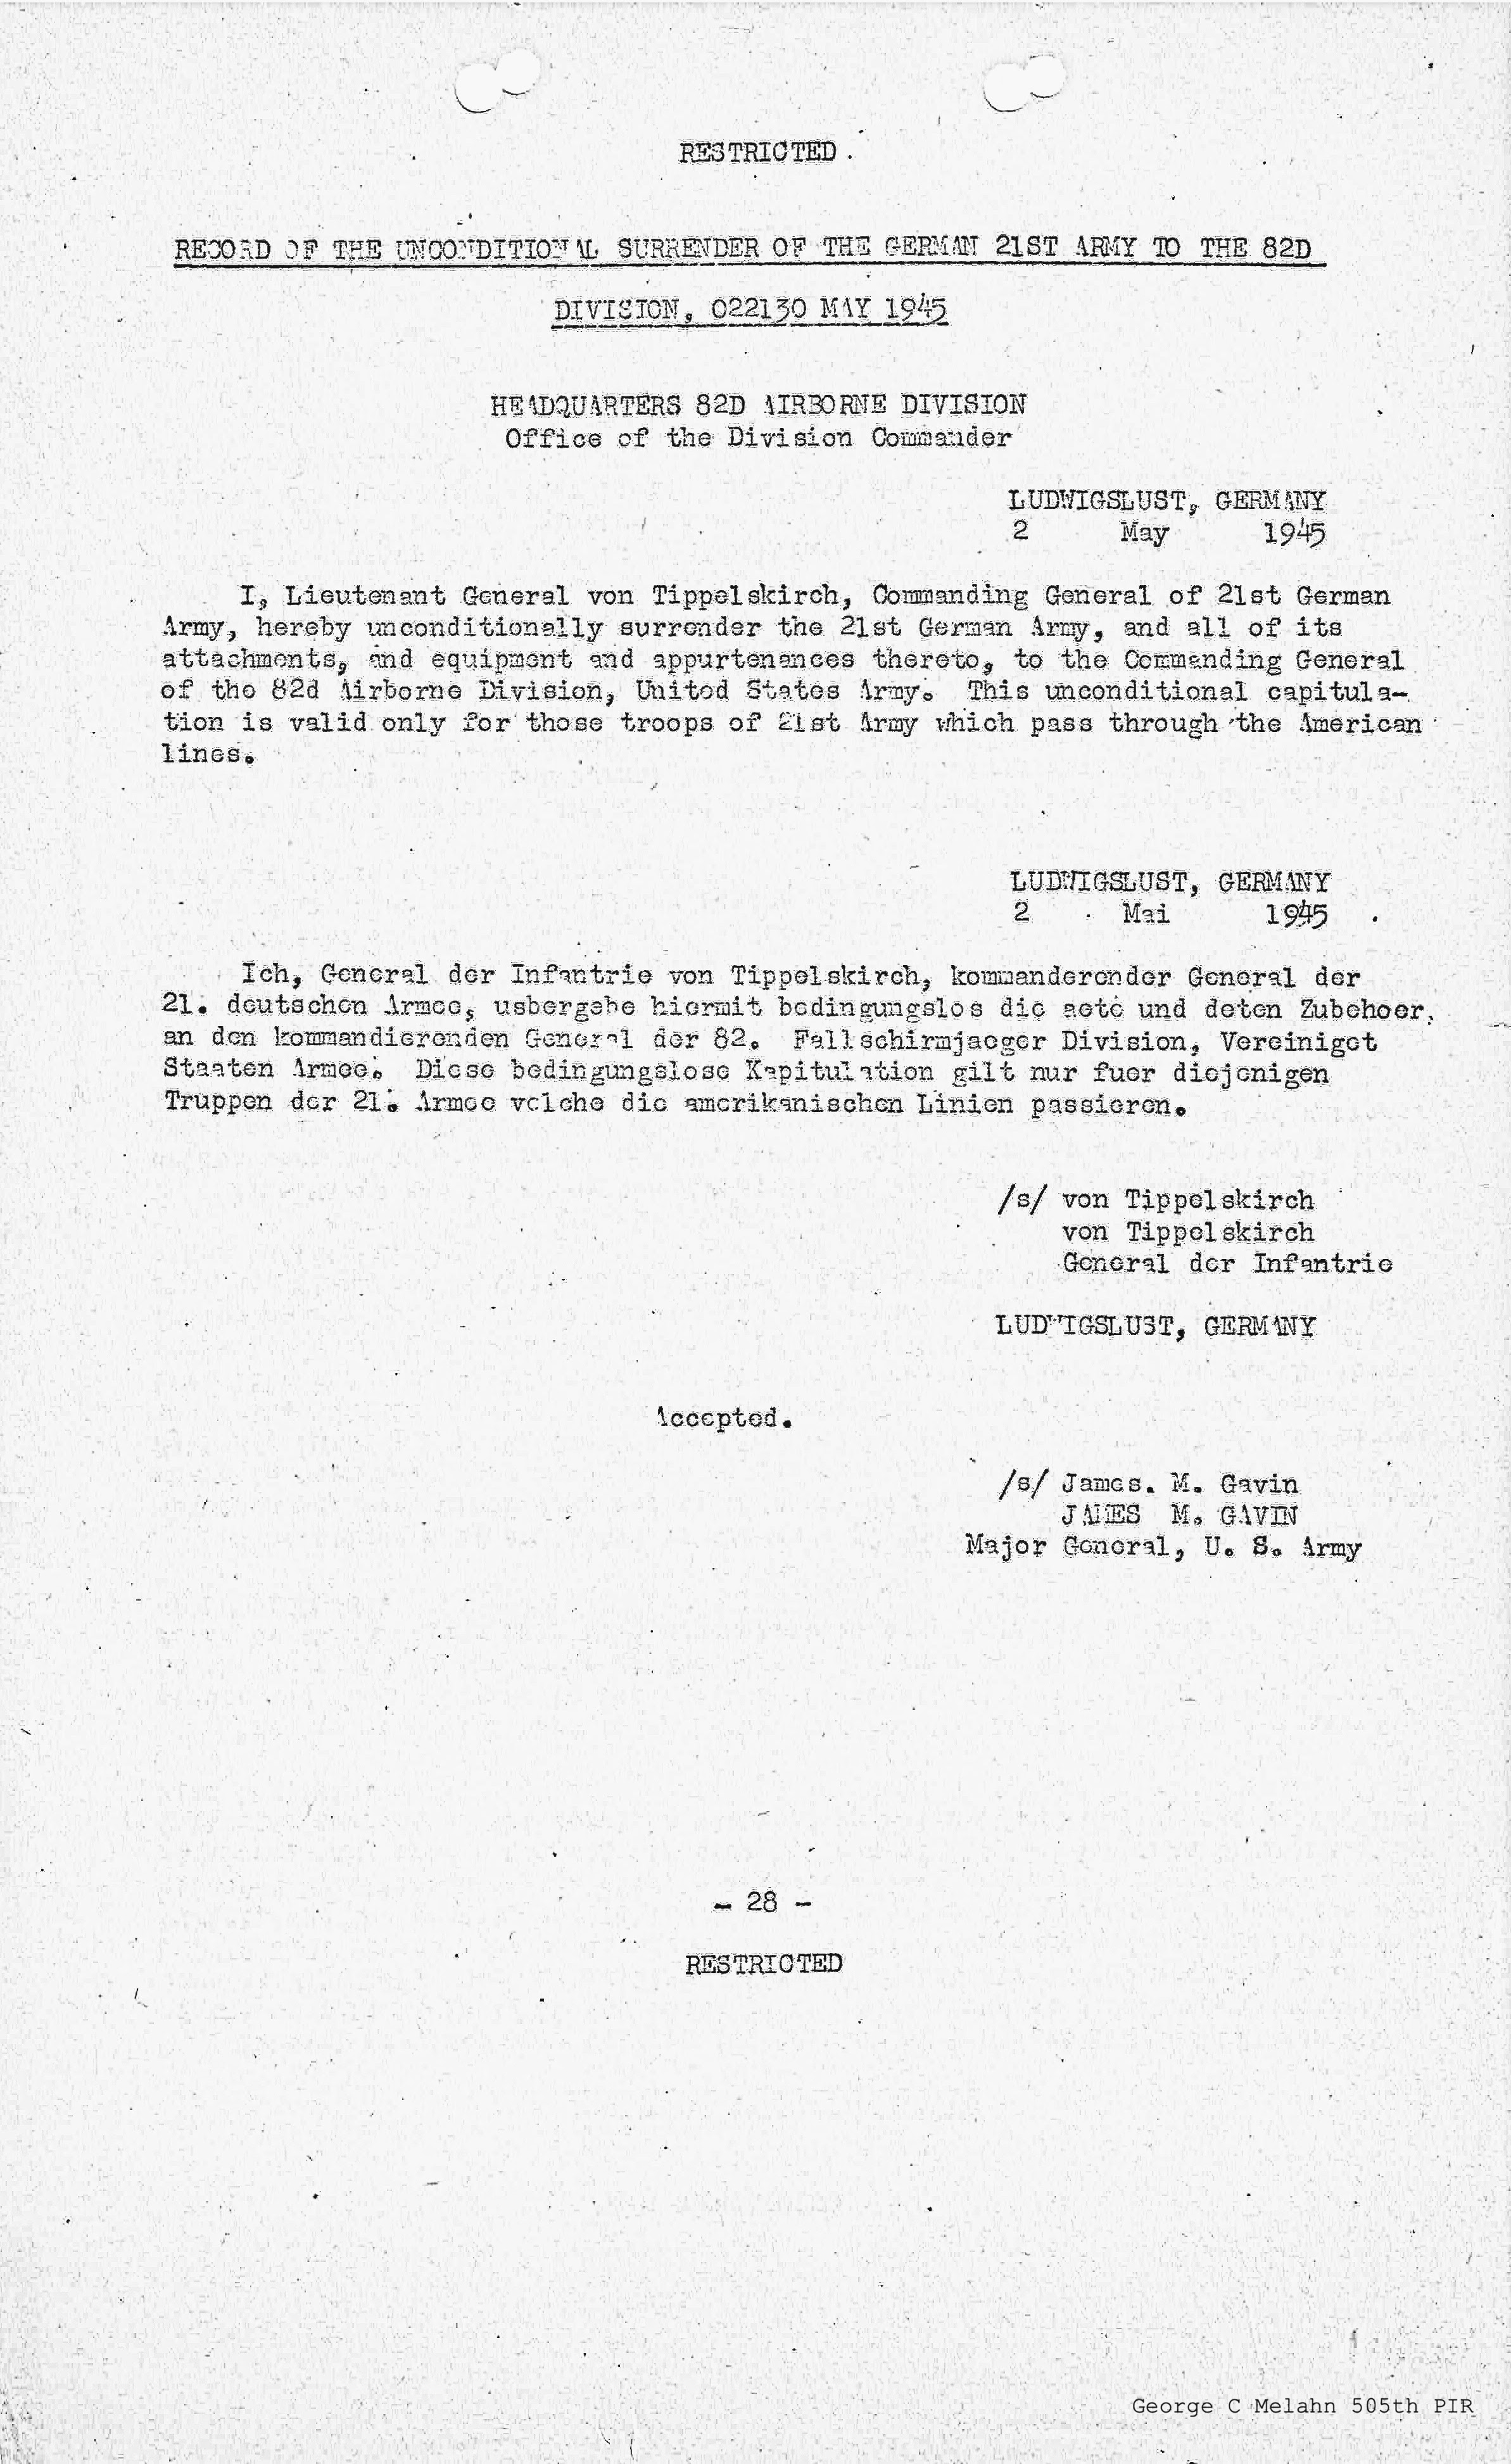 RESTRICTED .
RECORD OF THE UNCONDITIONAL SURRENDER OF THE GERMAN 21ST ARMY TO THE 82D
DIVISION, 022130 MAY 1945
HEADQUARTERS 82D AIRBORNE DIVISION
Office of the Division Commander
LUDWIGSLUST, GERMANY
2 May 1945
I, Lieutenant General von Tippelskirch, Commanding General of 21st German
Army, hereby unconditionally surrender the 21st German Army, and all of its
attachments, and equipment and appurtenances thereto, to the Commanding General
of the 82d Airborne Division, United States Army. This unconditional capitula-
tion is valid only for those troops of 21st Army which pass through the American
lines.
LUDWIGSLUST, GERMANY
2 Mai 1945
Ich, General der Infantrie von Tippelskirch, kommanderender General der
21. deutschen Armee, usbergabe hiermit bedingungslos die aete und deten Zubehoer,
an den kommandierenden General der 82. Fallschirmjaeger Division, Vereiniget
Staaten Armee. Diese bedingungslose Kapitulation gilt nur fuer diejenigen
Truppen der 21. Armee velche die amerikanischen Linien passieren.
/s/ von Tippelskirch
von Tippelskirch
General der Infantrie
LUDWIGSLUST, GERMANY
Accepted.
/s/ James. M. Gavin
JAMES M. GAVIN
Major General, U. S. Army
- 28 -
RESTRICTED
George C Melahn 505th PIR